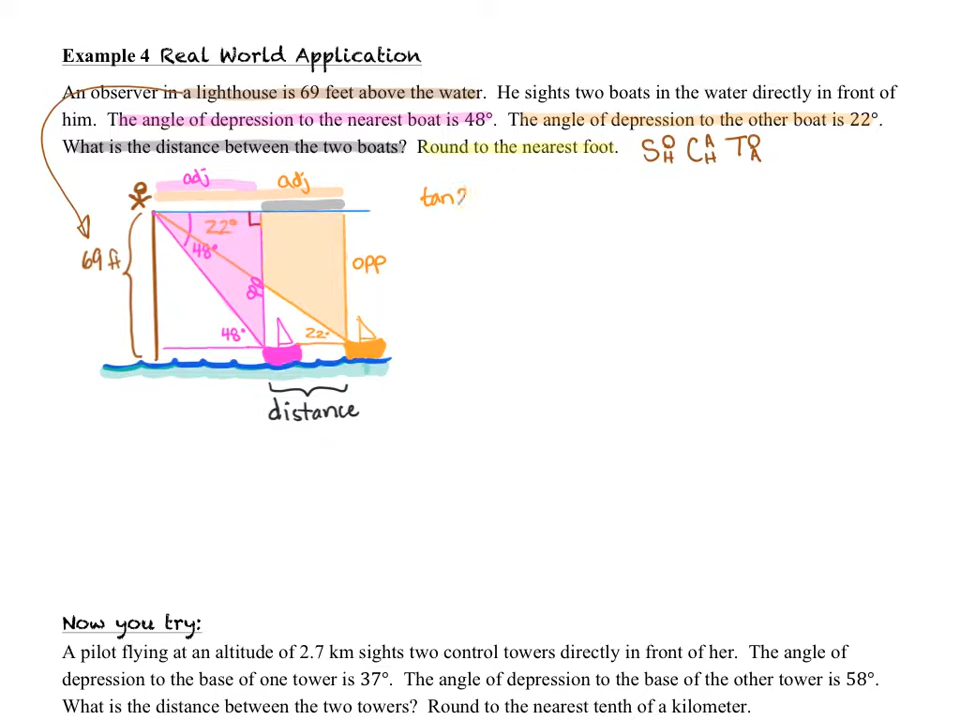 Example 4 Real World Application
An observer in a lighthouse is 69 feet above the water. He sights two boats in the water directly in front of
him. The angle of depression to the nearest boat is 48°. The angle of depression to the other boat is 22°.
What is the distance between the two boats? Round to the nearest foot. SOH CAH TOA
adj adj
tan2
22°
48°
69 ft
opp
opp
48° 22°
distance
Now you try:
A pilot flying at an altitude of 2.7 km sights two control towers directly in front of her. The angle of
depression to the base of one tower is 37°. The angle of depression to the base of the other tower is 58°.
What is the distance between the two towers? Round to the nearest tenth of a kilometer.